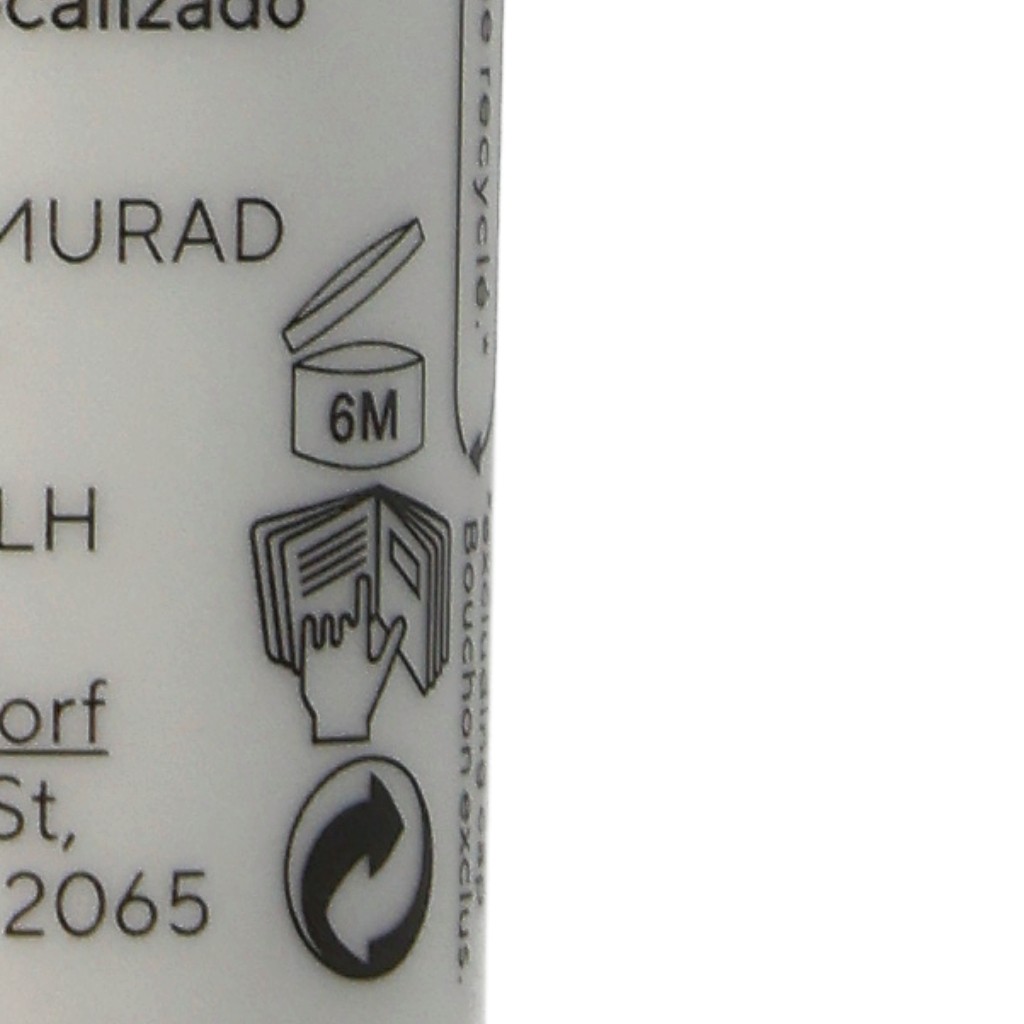 calizado
MURAD
6M
LH
orf
St,
2065
e recyclé.*
*excluding cap
Bouchon exclus.